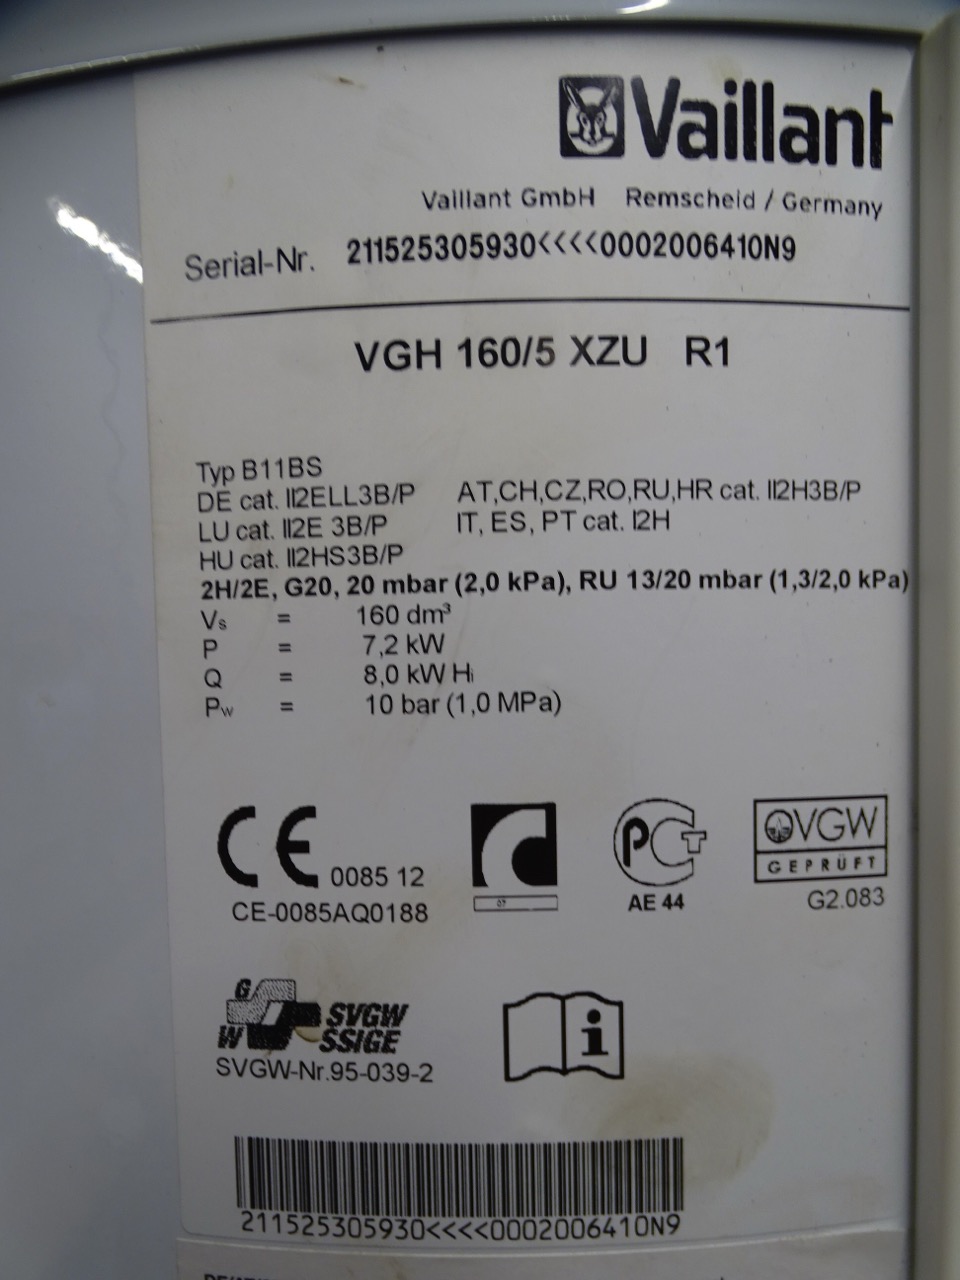 Vaillant
Vaillant GmbH Remscheid / Germany
Serial-Nr. 211525305930<<<<0002006410N9
VGH 160/5 XZU R1
Typ B11BS
DE cat. II2ELL3B/P AT,CH,CZ,RO,RU,HR cat. II2H3B/P
LU cat. II2E 3B/P IT, ES, PT cat. I2H
HU cat. II2HS3B/P
2H/2E, G20, 20 mbar (2,0 kPa), RU 13/20 mbar (1,3/2,0 kPa)
Vs = 160 dm³
P = 7,2 kW
Q = 8,0 kW Hi
Pw = 10 bar (1,0 MPa)
CE 0085 12
CE-0085AQ0188
07
PCT
AE 44
ÖVGW
GEPRÜFT
G2.083
G
W
SVGW
SSIGE
SVGW-Nr.95-039-2
i
211525305930<<<<0002006410N9